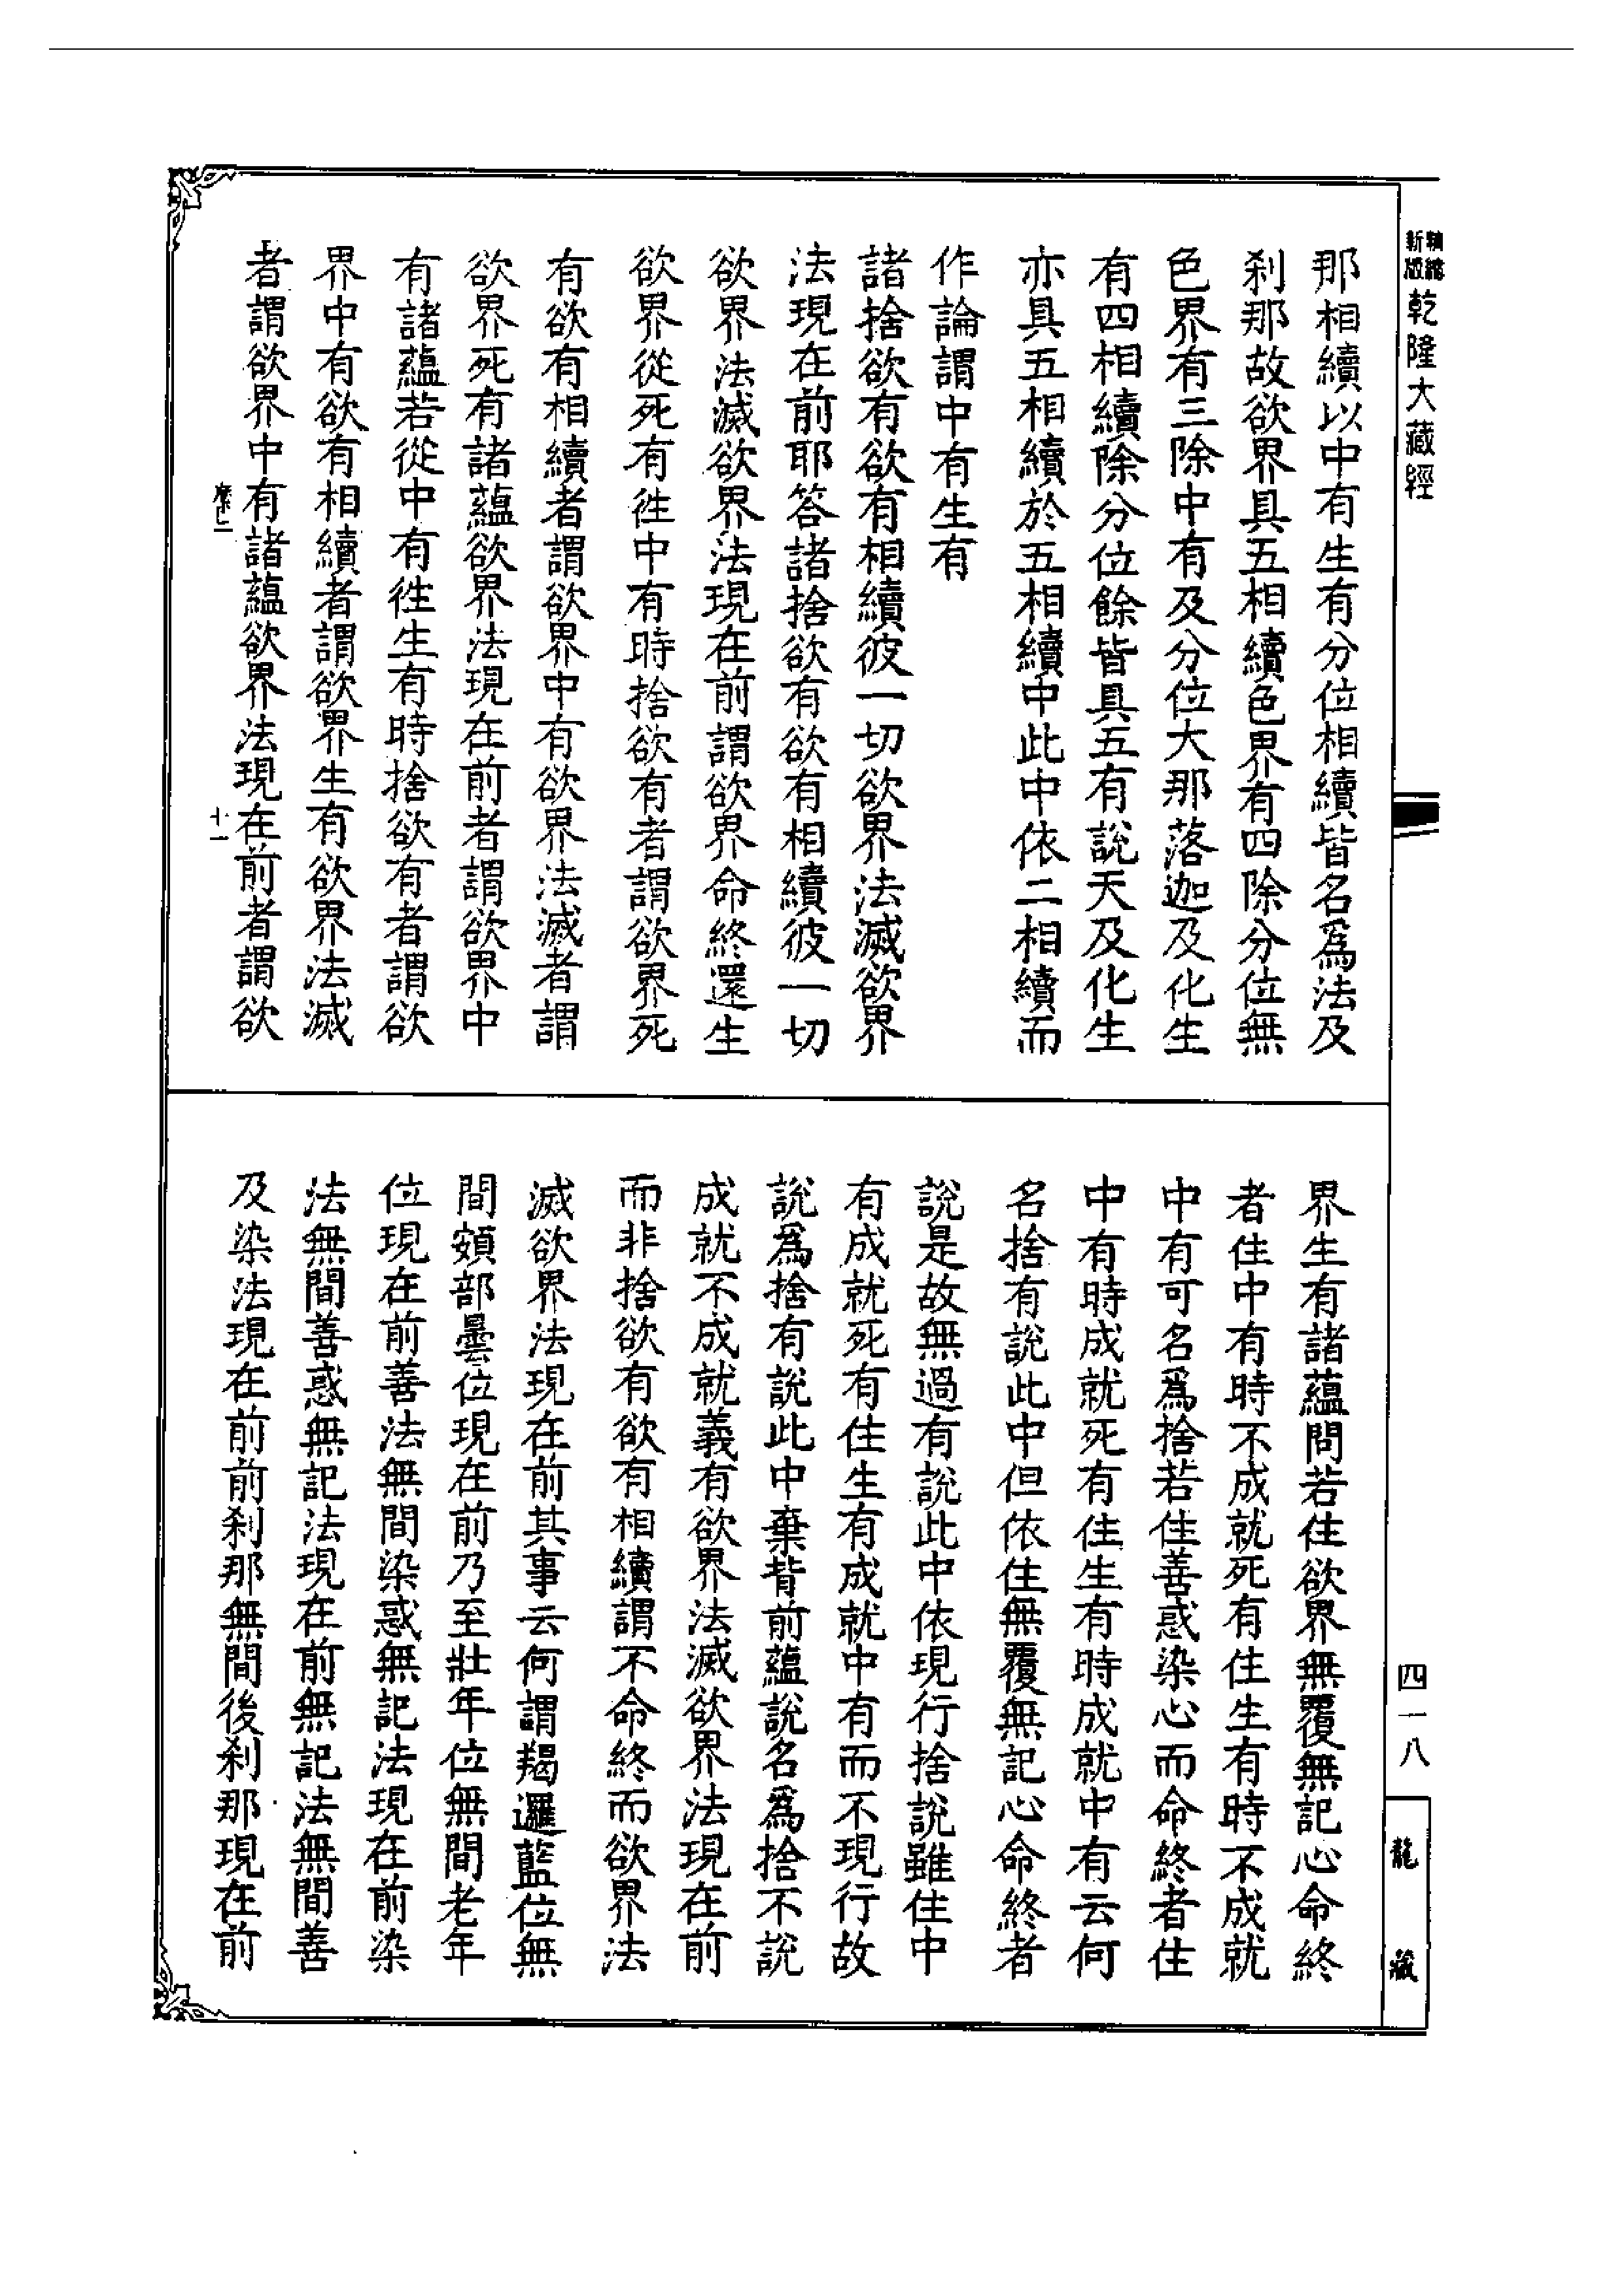 新編縮版乾隆大藏經
那相續以中有生有分位相續皆名爲法及
刹那故欲界具五相續色界有四除分位無
色界有三除中有及分位大那落迦及化生
有四相續除分位餘皆具五有說天及化生
亦具五相續於五相續中此中依二相續而
作論謂中有生有
諸捨欲有欲有相續彼一切欲界法滅欲界
法現在前耶答諸捨欲有欲有相續彼一切
欲界法滅欲界法現在前謂欲界命終還生
欲界從死有徃中有時捨欲有者謂欲界死
有欲有相續者謂欲界中有欲界法滅者謂
欲界死有諸蘊欲界法現在前者謂欲界中
有諸蘊若從中有徃生有時捨欲有者謂欲
界中有欲有相續者謂欲界生有欲界法滅
者謂欲界中有諸蘊欲界法現在前者謂欲
十一
界生有諸蘊問若住欲界無覆無記心命終
者住中有時不成就死有住生有時不成就
中有可名爲捨若住善惑染心而命終者住
中有時成就死有住生有時成就中有云何
名捨有說此中但依住無覆無記心命終者
說是故無過有說此中依現行捨說雖住中
有成就死有住生有成就中有而不現行故
說爲捨有說此中棄背前蘊說名爲捨不說
成就不成就義有欲界法滅欲界法現在前
而非捨欲有欲有相續謂不命終而欲界法
滅欲界法現在前其事云何謂羯邏藍位無
間頞部曇位現在前乃至壯年位無間老年
位現在前善法無間染惑無記法現在前染
法無間善惑無記法現在前無記法無間善
及染法現在前前刹那無間後刹那現在前
四一八
龍藏